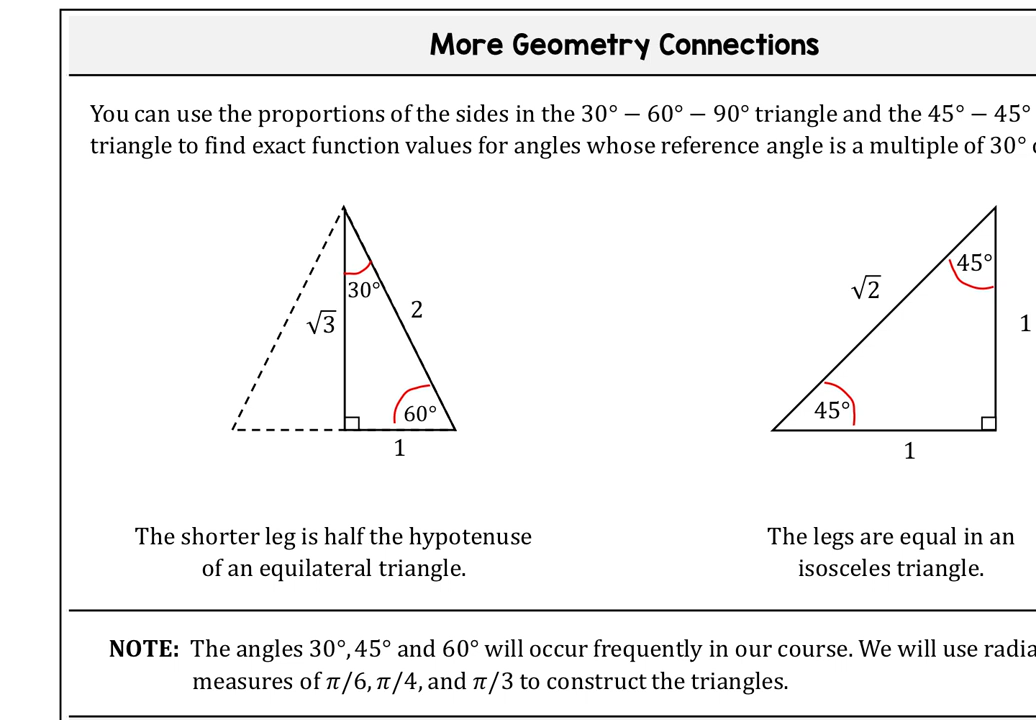 More Geometry Connections
You can use the proportions of the sides in the 30° − 60° − 90° triangle and the 45° − 45°
triangle to find exact function values for angles whose reference angle is a multiple of 30°
30°
√3
2
60°
1
45°
√2
1
45°
1
The shorter leg is half the hypotenuse
of an equilateral triangle.
The legs are equal in an
isosceles triangle.
NOTE: The angles 30°, 45° and 60° will occur frequently in our course. We will use radia
measures of π/6, π/4, and π/3 to construct the triangles.